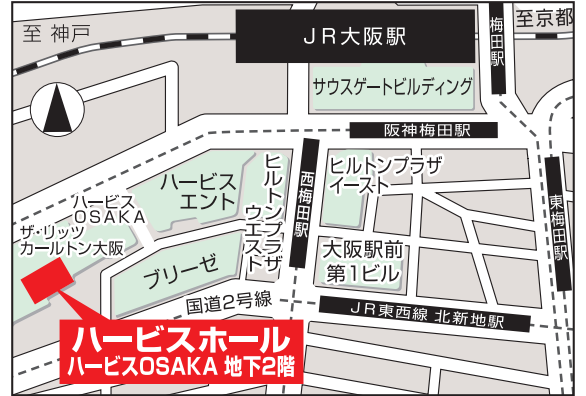 至 神戸
JR大阪駅
梅田駅
至京都
サウスゲートビルディング
阪神梅田駅
ハービス
エント
ヒルトンプラザ
ウエスト
西梅田駅
ヒルトンプラザ
イースト
東梅田駅
ハービス
OSAKA
ザ・リッツ
カールトン大阪
ブリーゼ
大阪駅前
第1ビル
国道2号線
JR東西線 北新地駅
ハービスホール
ハービスOSAKA 地下2階